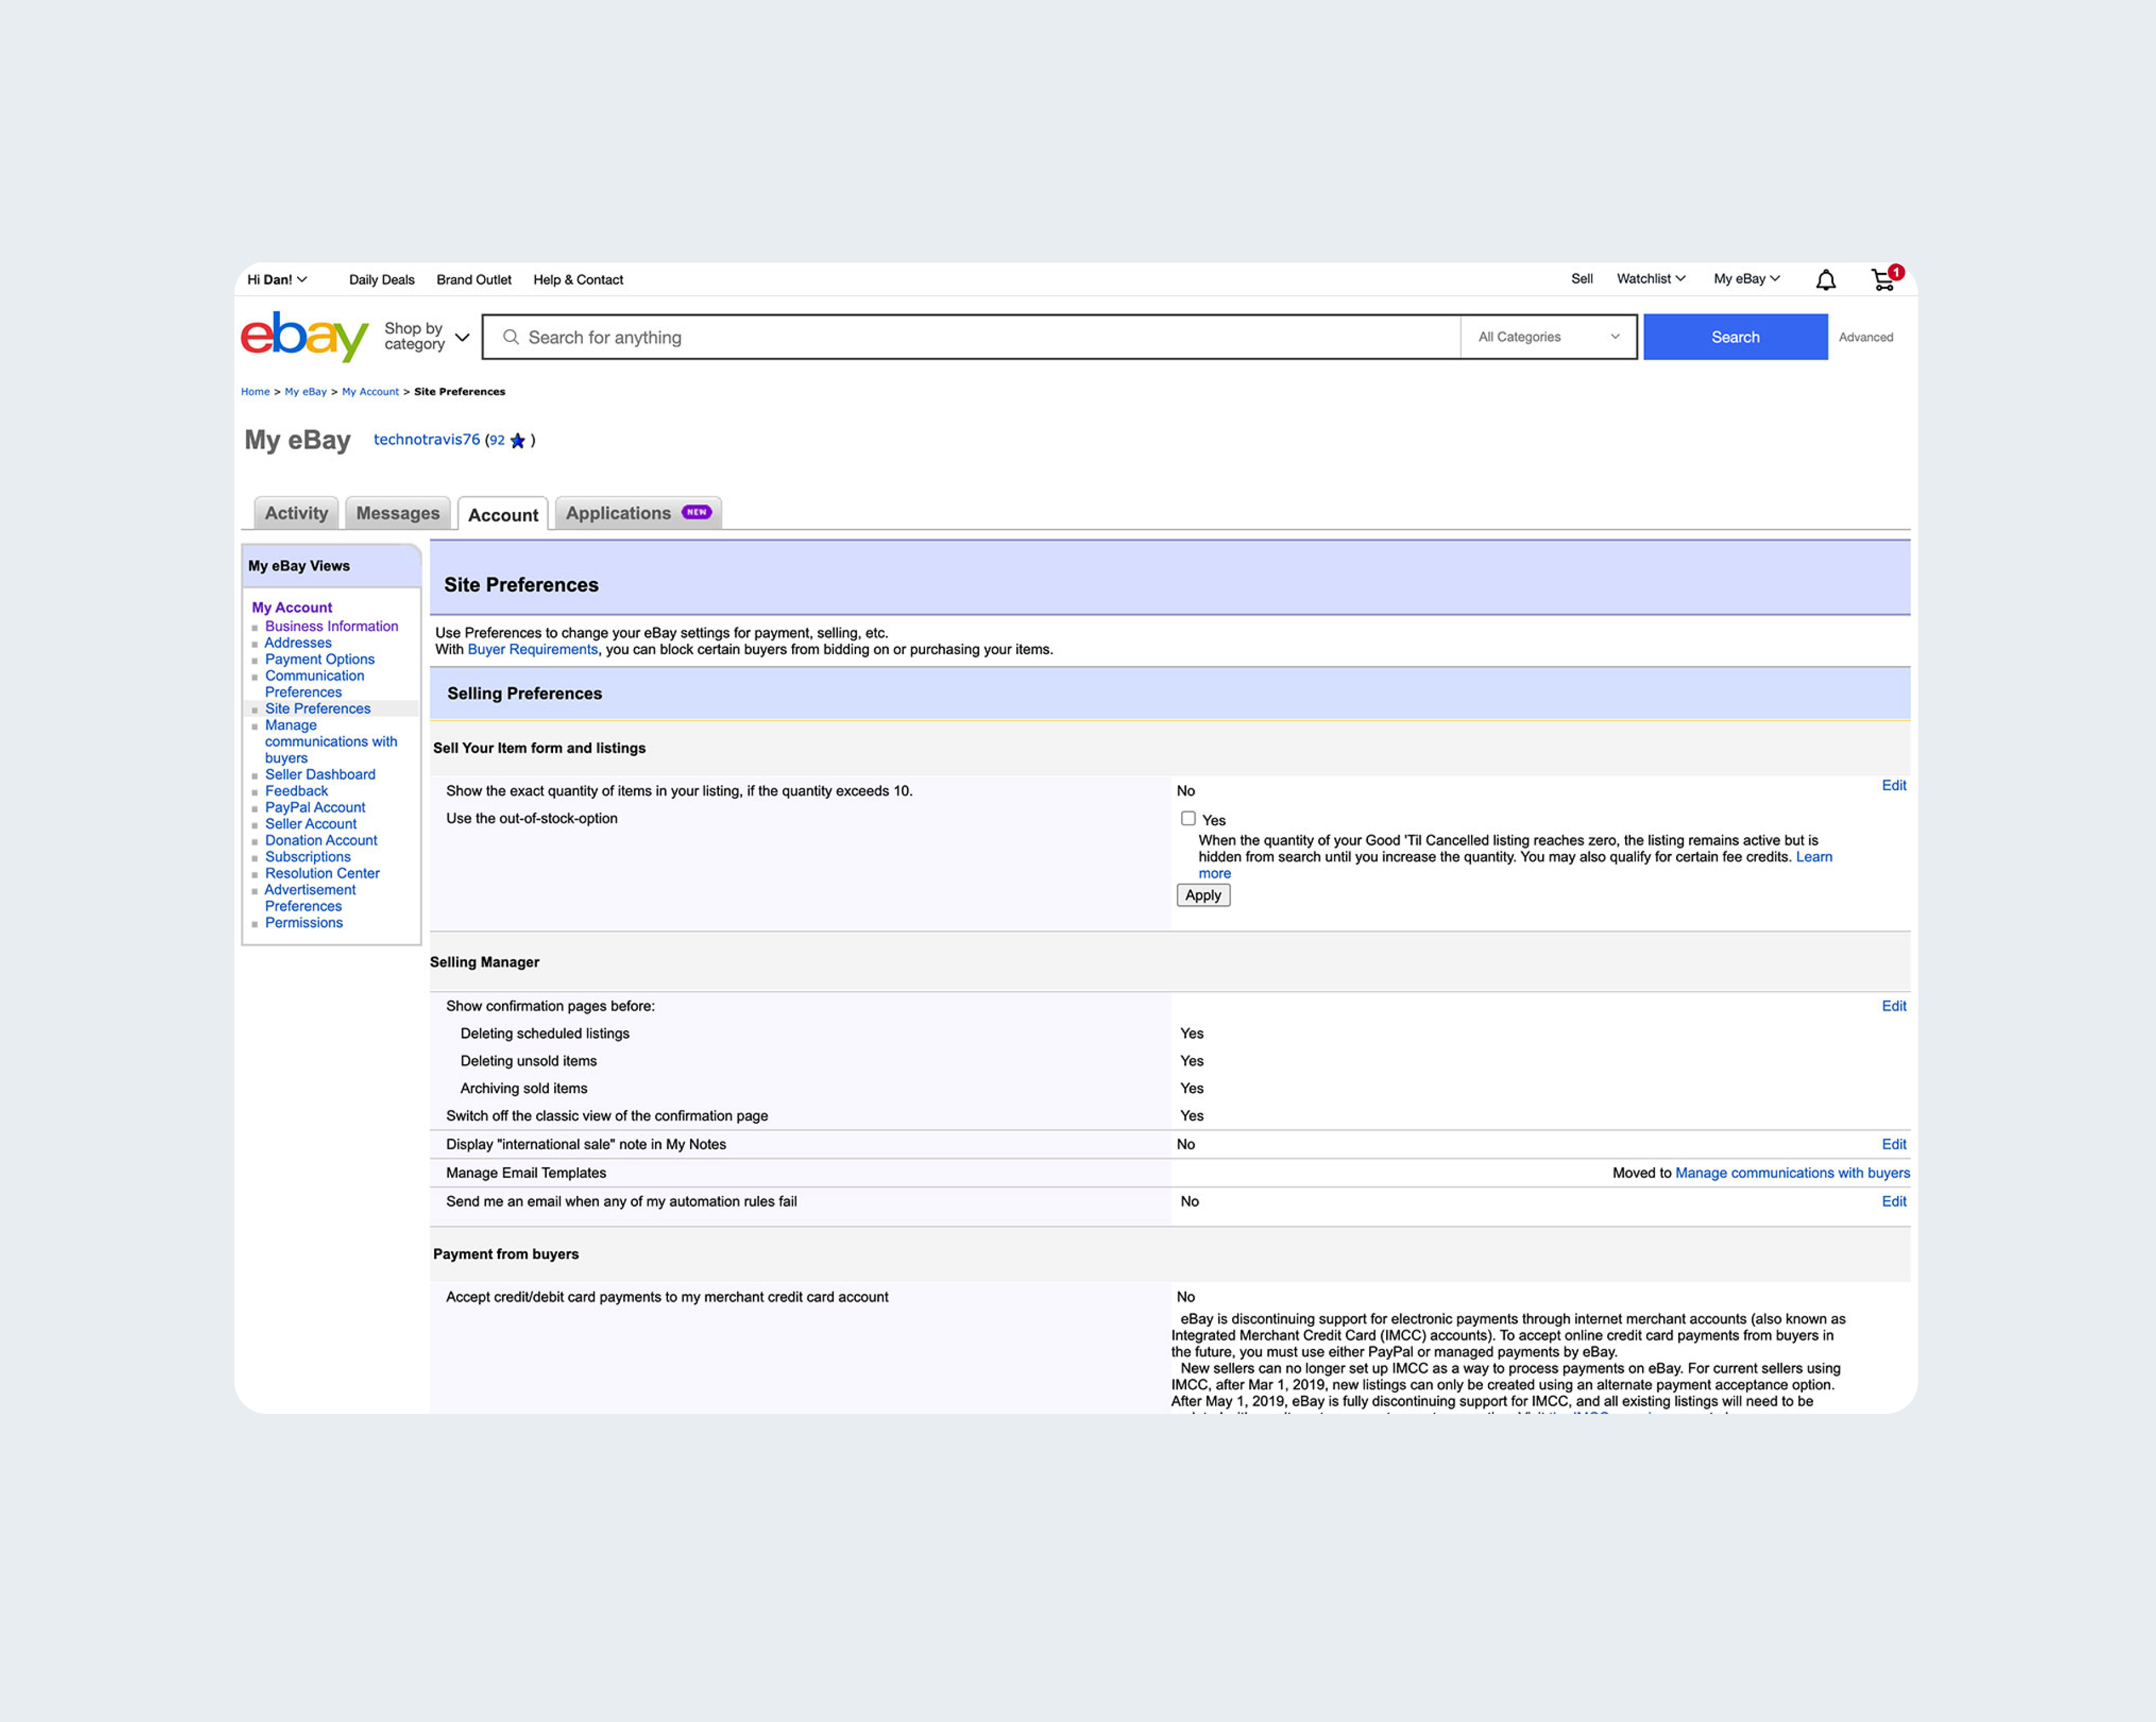 Hi Dan! Daily Deals Brand Outlet Help & Contact Sell Watchlist My eBay 1
ebay Shop by category Search for anything All Categories Search Advanced
Home > My eBay > My Account > Site Preferences
My eBay technotravis76 (92 )
Activity Messages Account Applications NEW
My eBay Views
My Account
Business Information
Addresses
Payment Options
Communication
Preferences
Site Preferences
Manage
communications with
buyers
Seller Dashboard
Feedback
PayPal Account
Seller Account
Donation Account
Subscriptions
Resolution Center
Advertisement
Preferences
Permissions
Site Preferences
Use Preferences to change your eBay settings for payment, selling, etc.
With Buyer Requirements, you can block certain buyers from bidding on or purchasing your items.
Selling Preferences
Sell Your Item form and listings
Show the exact quantity of items in your listing, if the quantity exceeds 10. No Edit
Use the out-of-stock-option Yes
When the quantity of your Good 'Til Cancelled listing reaches zero, the listing remains active but is
hidden from search until you increase the quantity. You may also qualify for certain fee credits. Learn
more
Apply
Selling Manager
Show confirmation pages before: Edit
Deleting scheduled listings Yes
Deleting unsold items Yes
Archiving sold items Yes
Switch off the classic view of the confirmation page Yes
Display "international sale" note in My Notes No Edit
Manage Email Templates Moved to Manage communications with buyers
Send me an email when any of my automation rules fail No Edit
Payment from buyers
Accept credit/debit card payments to my merchant credit card account No
eBay is discontinuing support for electronic payments through internet merchant accounts (also known as
Integrated Merchant Credit Card (IMCC) accounts). To accept online credit card payments from buyers in
the future, you must use either PayPal or managed payments by eBay.
New sellers can no longer set up IMCC as a way to process payments on eBay. For current sellers using
IMCC, after Mar 1, 2019, new listings can only be created using an alternate payment acceptance option.
After May 1, 2019, eBay is fully discontinuing support for IMCC, and all existing listings will need to be